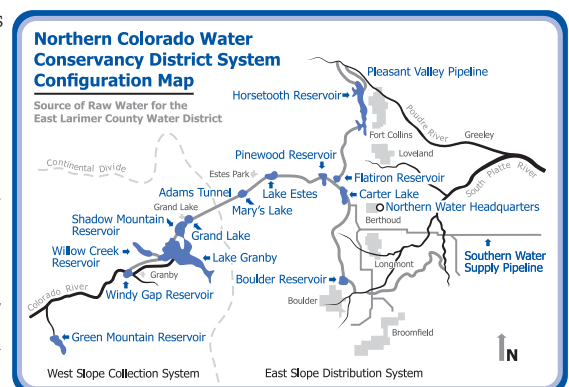 Northern Colorado Water
Conservancy District System
Configuration Map
Source of Raw Water for the
East Larimer County Water District
Pleasant Valley Pipeline
Horsetooth Reservoir
Poudre River
Greeley
Fort Collins
Loveland
Continental Divide
Pinewood Reservoir
Estes Park
Flatiron Reservoir
South Platte River
Adams Tunnel
Lake Estes
Carter Lake
Grand Lake
Mary's Lake
Northern Water Headquarters
Berthoud
Shadow Mountain
Reservoir
Grand Lake
Willow Creek
Reservoir
Lake Granby
Southern Water
Supply Pipeline
Longmont
Granby
Boulder Reservoir
Colorado River
Windy Gap Reservoir
Boulder
Green Mountain Reservoir
Broomfield
N
West Slope Collection System
East Slope Distribution System